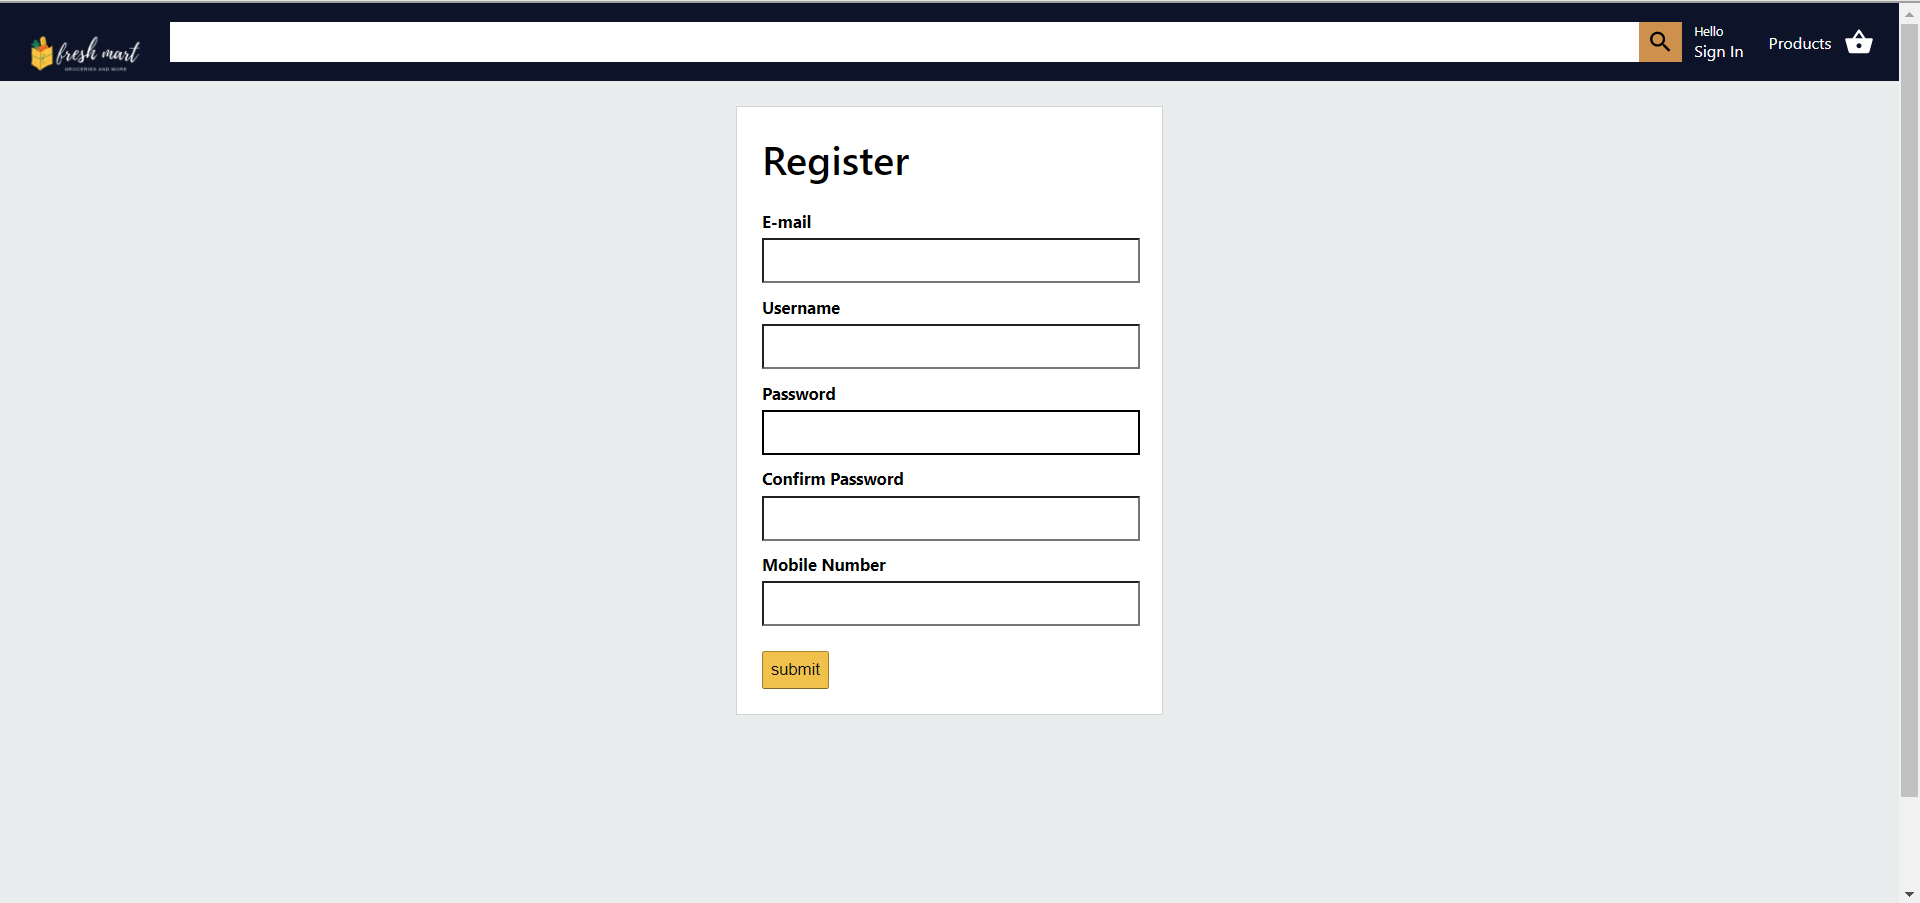 fresh mart
GROCERIES AND MORE
Hello
Sign In
Products
Register
E-mail
Username
Password
Confirm Password
Mobile Number
submit